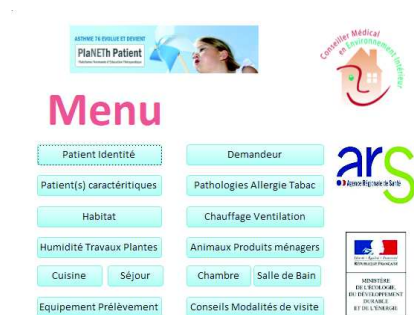 ASTHME 76 EVOLUE ET DEVIENT
PlaNETh Patient
Conseiller Médical
en Environnement
Intérieur
Menu
Patient Identité
Demandeur
Patient(s) caractéritiques
Pathologies Allergie Tabac
Habitat
Chauffage Ventilation
Humidité Travaux Plantes
Animaux Produits ménagers
Cuisine
Séjour
Chambre
Salle de Bain
Equipement Prélèvement
Conseils Modalités de visite
ars
Agence Régionale de Santé
RÉPUBLIQUE FRANÇAISE
MINISTÈRE
DE L'ÉCOLOGIE,
DU DÉVELOPPEMENT
DURABLE
ET DE L'ÉNERGIE